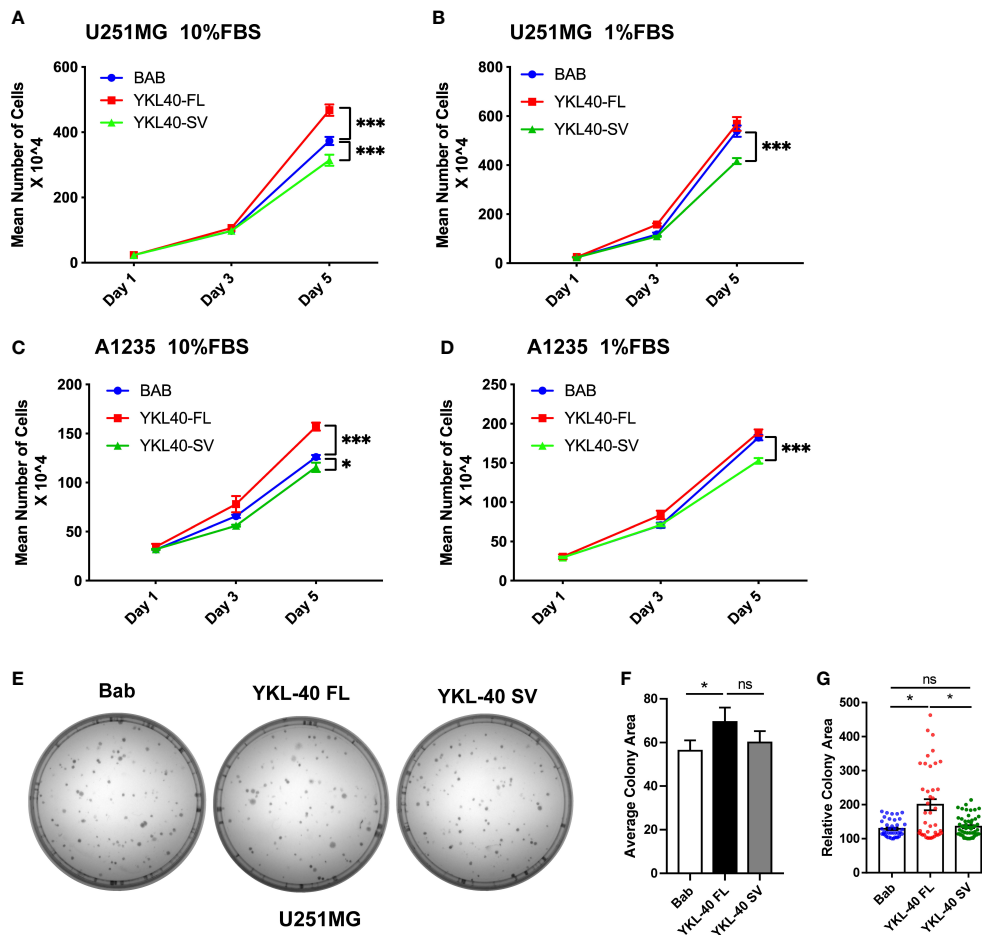 A
U251MG 10%FBS
Mean Number of Cells
X 10^4
600
400
200
0
BAB
YKL40-FL
YKL40-SV
***
***
Day 1
Day 3
Day 5
B
U251MG 1%FBS
Mean Number of Cells
X 10^4
800
600
400
200
0
BAB
YKL40-FL
YKL40-SV
***
Day 1
Day 3
Day 5
C
A1235 10%FBS
Mean Number of Cells
X 10^4
200
150
100
50
0
BAB
YKL40-FL
YKL40-SV
***
*
Day 1
Day 3
Day 5
D
A1235 1%FBS
Mean Number of Cells
X 10^4
250
200
150
100
50
0
BAB
YKL40-FL
YKL40-SV
***
Day 1
Day 3
Day 5
E
Bab
YKL-40 FL
YKL-40 SV
U251MG
F
Average Colony Area
80
60
40
20
0
*
ns
Bab
YKL-40 FL
YKL-40 SV
G
Relative Colony Area
500
400
300
200
100
0
ns
*
*
Bab
YKL-40 FL
YKL-40 SV